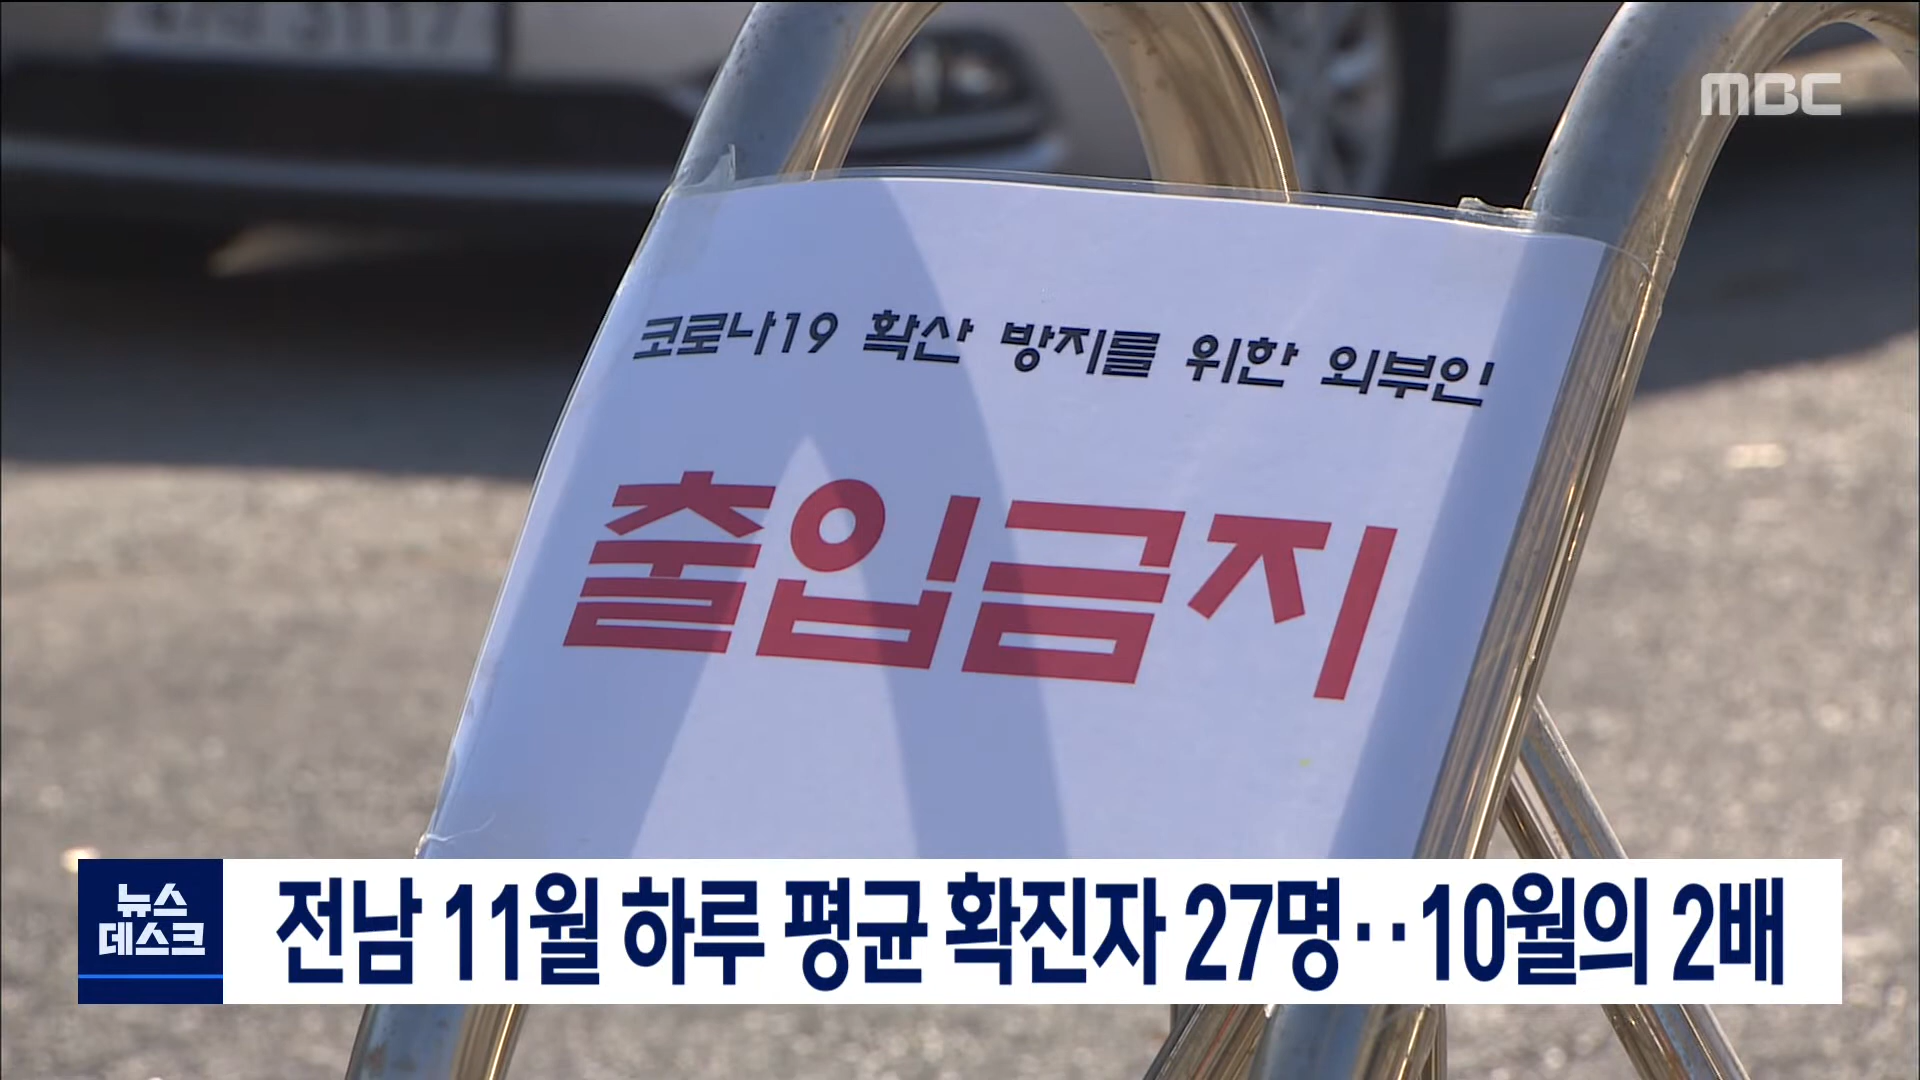 MBC
코로나19 확산 방지를 위한 외부인
출입금지
뉴스
데스크
전남 11월 하루 평균 확진자 27명··10월의 2배